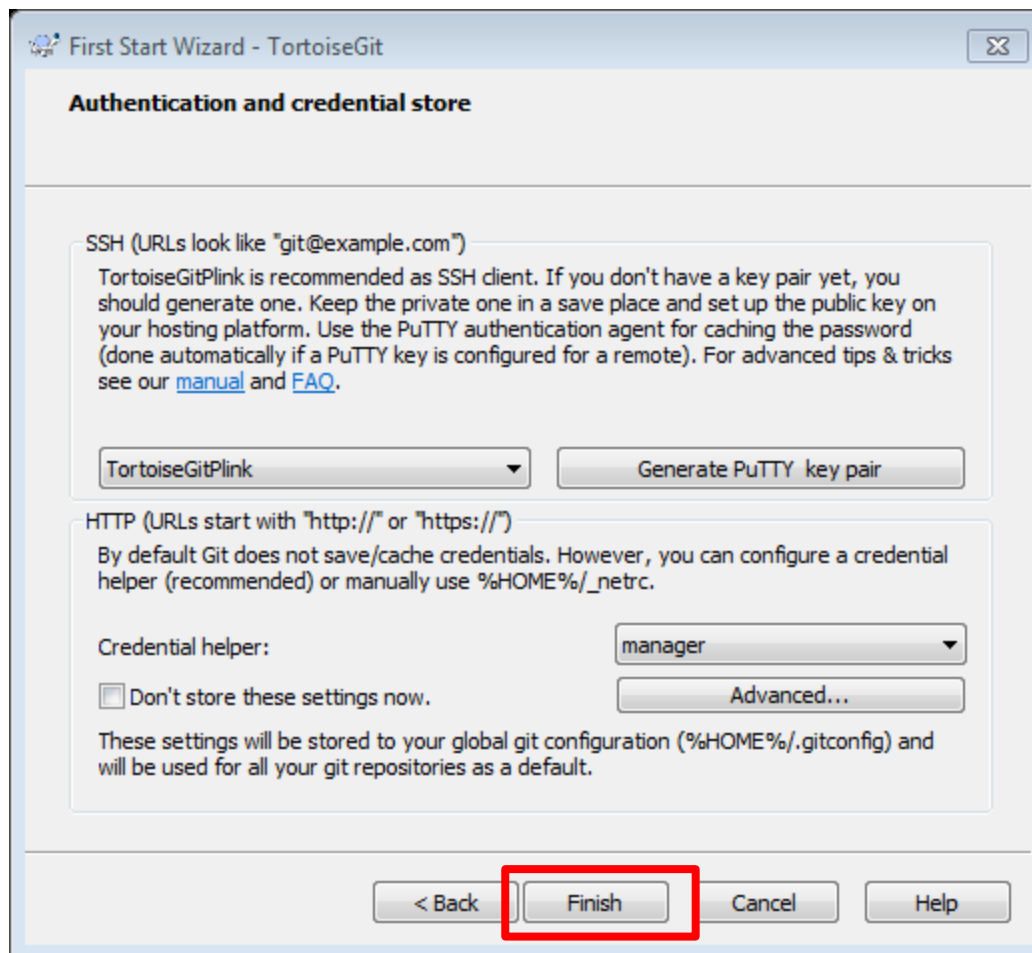 First Start Wizard - TortoiseGit
Authentication and credential store
SSH (URLs look like "git@example.com")
TortoiseGitPlink is recommended as SSH client. If you don't have a key pair yet, you
should generate one. Keep the private one in a save place and set up the public key on
your hosting platform. Use the PuTTY authentication agent for caching the password
(done automatically if a PuTTY key is configured for a remote). For advanced tips & tricks
see our manual and FAQ.
TortoiseGitPlink
Generate PuTTY key pair
HTTP (URLs start with "http://" or "https://")
By default Git does not save/cache credentials. However, you can configure a credential
helper (recommended) or manually use %HOME%/_netrc.
Credential helper:
manager
Don't store these settings now.
Advanced...
These settings will be stored to your global git configuration (%HOME%/.gitconfig) and
will be used for all your git repositories as a default.
< Back
Finish
Cancel
Help